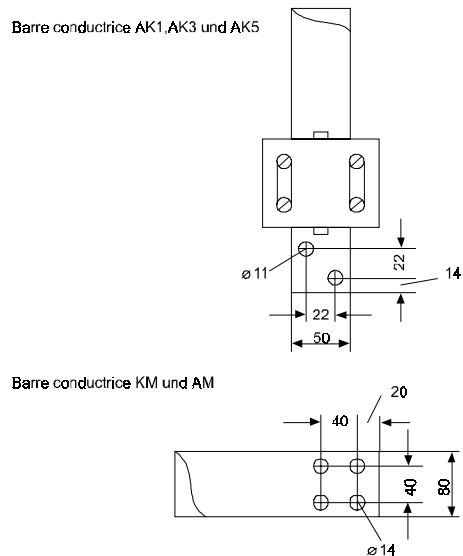 Barre conductrice AK1,AK3 und AK5
22
ø 11
14
22
50
Barre conductrice KM und AM
20
40
40
80
ø 14